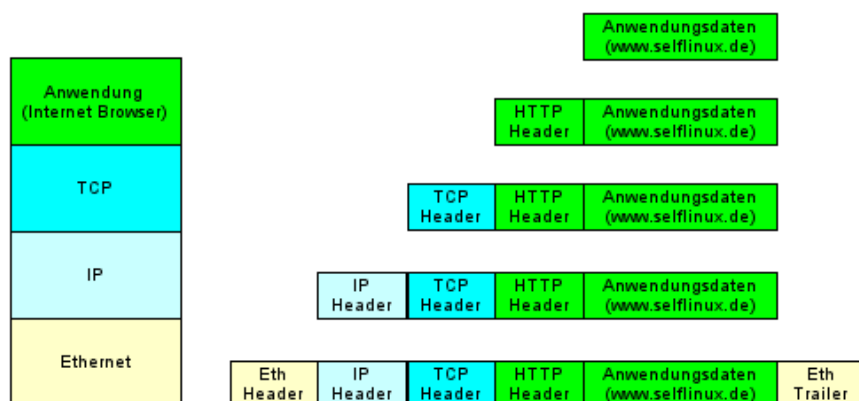 Anwendungsdaten
(www.selflinux.de)
Anwendung
(Internet Browser)
HTTP
Header
Anwendungsdaten
(www.selflinux.de)
TCP
TCP
Header
HTTP
Header
Anwendungsdaten
(www.selflinux.de)
IP
IP
Header
TCP
Header
HTTP
Header
Anwendungsdaten
(www.selflinux.de)
Ethernet
Eth
Header
IP
Header
TCP
Header
HTTP
Header
Anwendungsdaten
(www.selflinux.de)
Eth
Trailer